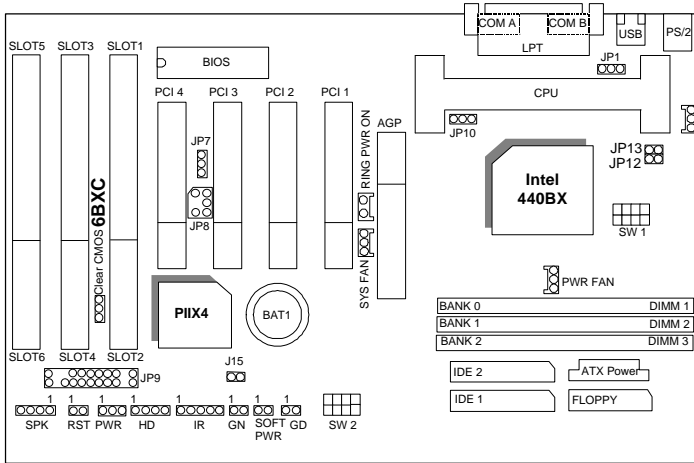 COM A COM B
USB
PS/2
LPT
SLOT5 SLOT3 SLOT1
BIOS
JP1
CPU
PCI 4 PCI 3 PCI 2 PCI 1
AGP
JP10
JP7
RING PWR ON
JP13
JP12
Intel
440BX
6BXC
JP8
SW 1
Clear CMOS
SYS FAN
PWR FAN
PIIX4
BAT1
BANK 0 DIMM 1
BANK 1 DIMM 2
BANK 2 DIMM 3
SLOT6 SLOT4 SLOT2
J15
JP9
IDE 2
ATX Power
IDE 1
FLOPPY
1 1 1 1 1 1 1 1
SPK RST PWR HD IR GN SOFT PWR GD
SW 2